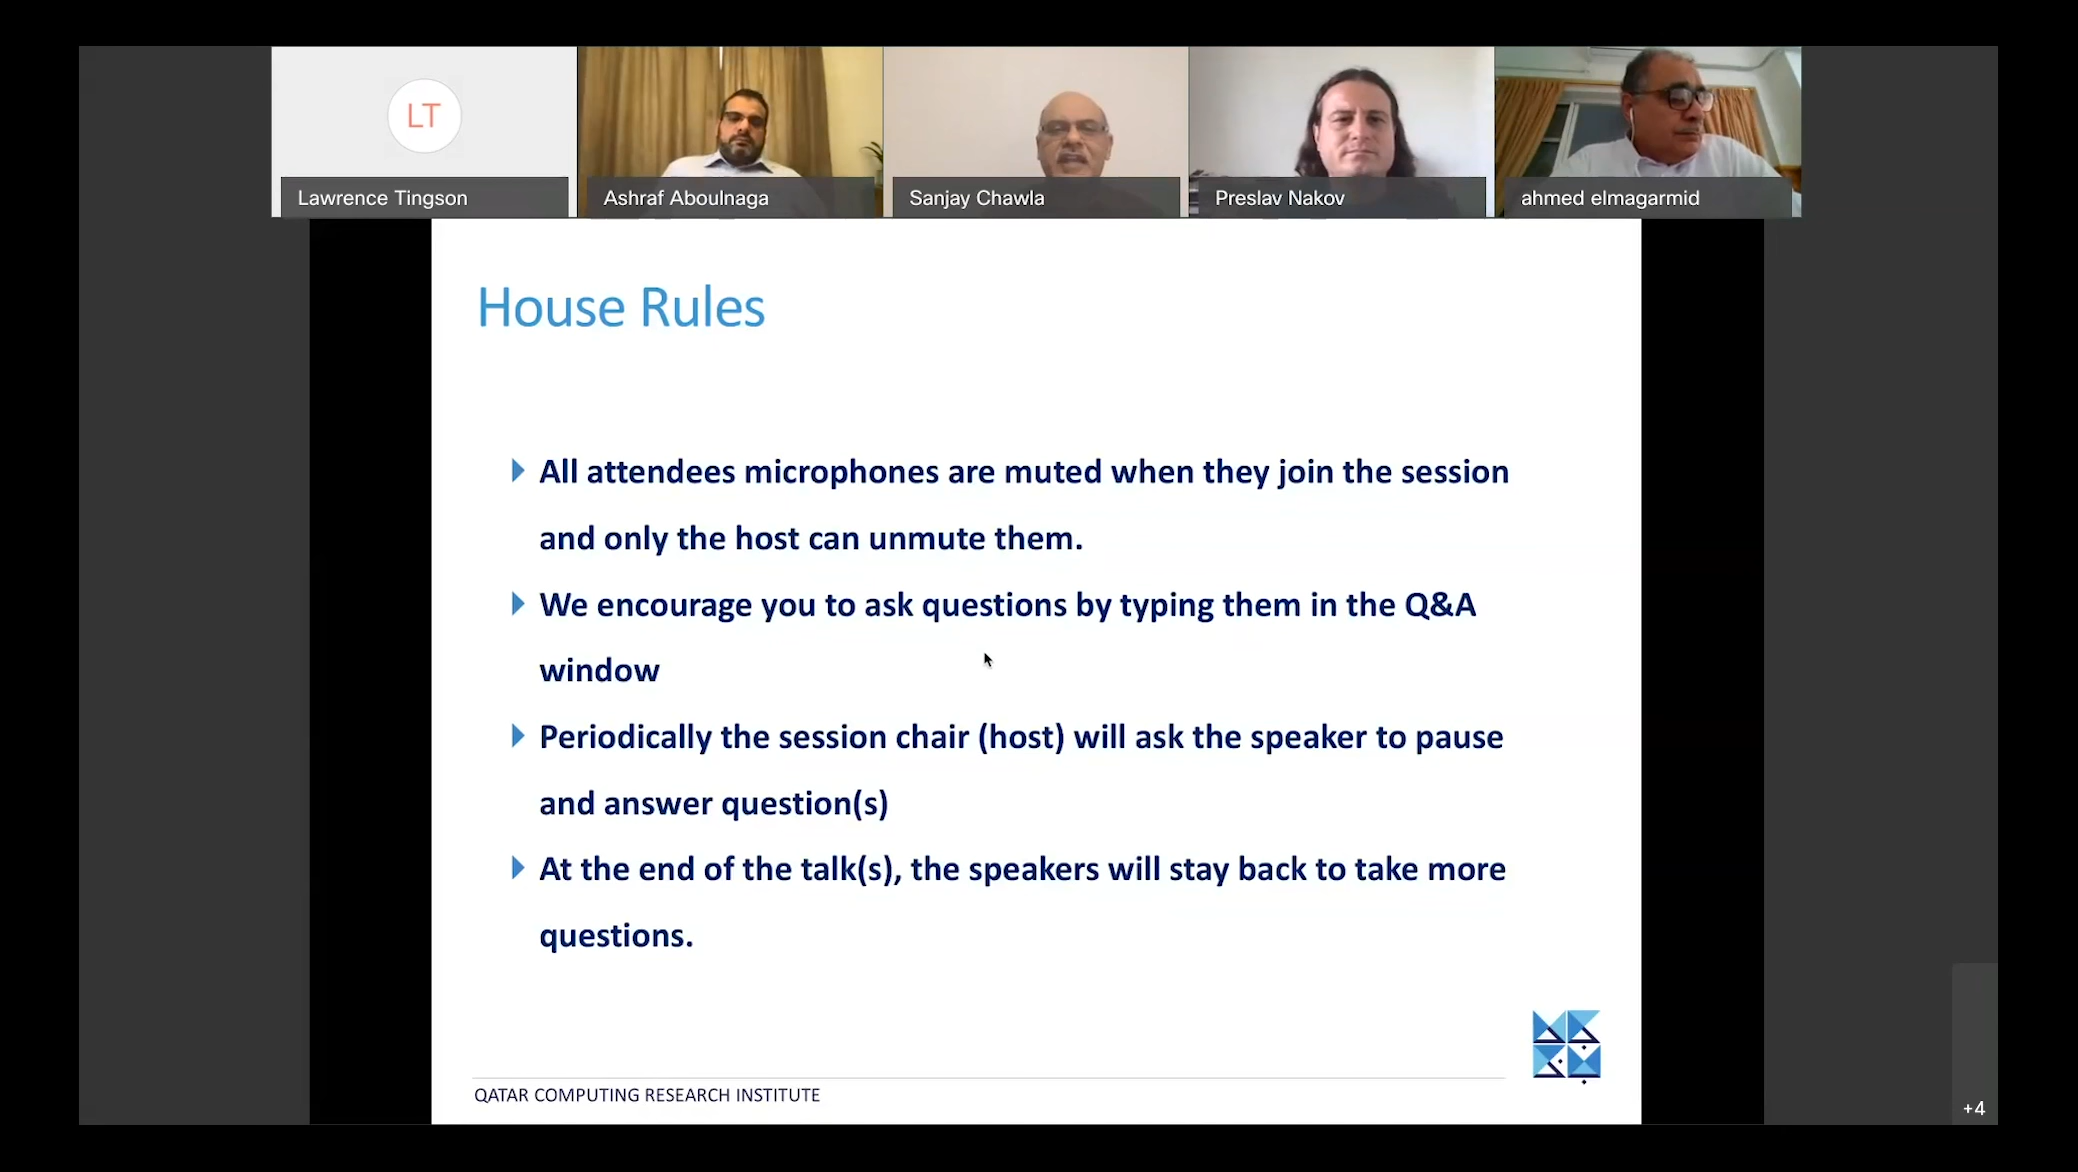 LT
Lawrence Tingson
Ashraf Aboulnaga
Sanjay Chawla
Preslav Nakov
ahmed elmagarmid
House Rules
All attendees microphones are muted when they join the session
and only the host can unmute them.
We encourage you to ask questions by typing them in the Q&A
window
Periodically the session chair (host) will ask the speaker to pause
and answer question(s)
At the end of the talk(s), the speakers will stay back to take more
questions.
QATAR COMPUTING RESEARCH INSTITUTE
+4